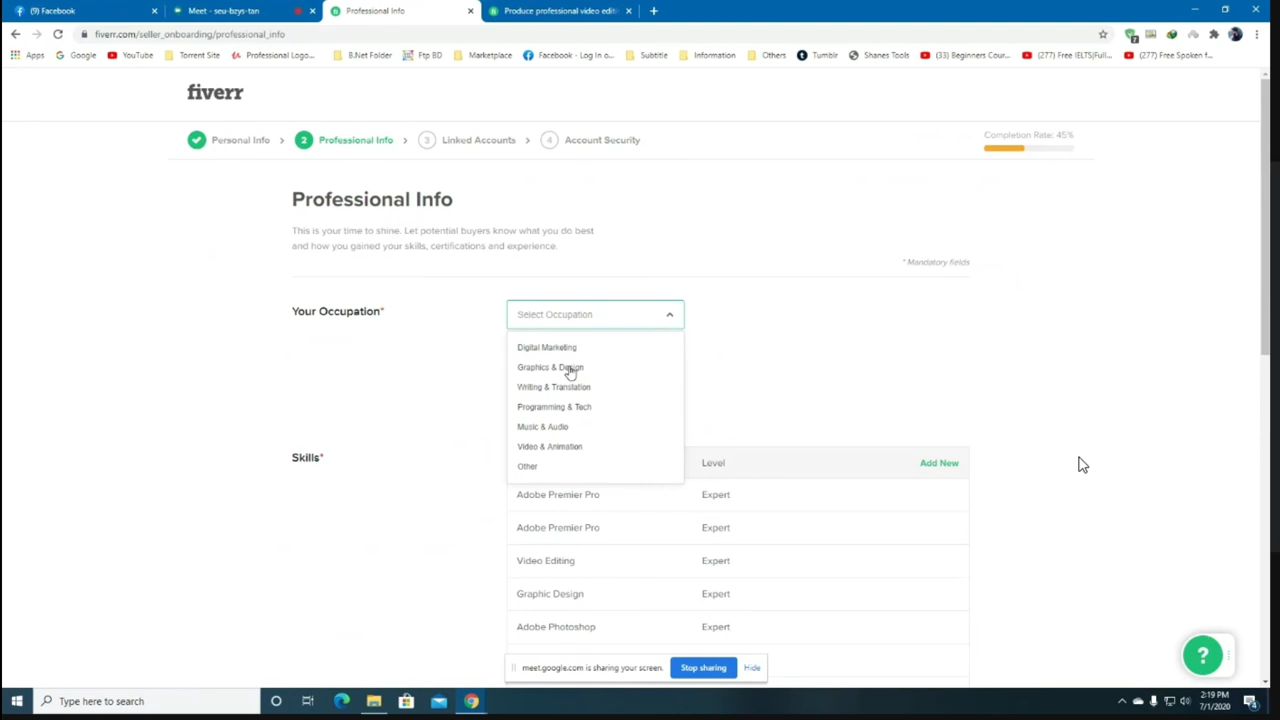 (9) Facebook
Meet - seu-bzys-tan
Professional Info
Produce professional video edit
fiverr.com/seller_onboarding/professional_info
Apps
Google
YouTube
Torrent Site
Professional Logo...
B.Net Folder
Ftp BD
Marketplace
Facebook - Log In o...
Subtitle
Information
Others
Tumblr
Shanes Tools
(33) Beginners Cour...
(277) Free IELTS|Full...
(277) Free Spoken f...
fiverr
Personal Info
2 Professional Info
3 Linked Accounts
4 Account Security
Completion Rate: 45%
Professional Info
This is your time to shine. Let potential buyers know what you do best
and how you gained your skills, certifications and experience.
* Mandatory fields
Your Occupation*
Select Occupation
Digital Marketing
Graphics & Design
Writing & Translation
Programming & Tech
Music & Audio
Video & Animation
Other
Skills*
Level
Add New
Adobe Premier Pro Expert
Adobe Premier Pro Expert
Video Editing Expert
Graphic Design Expert
Adobe Photoshop Expert
meet.google.com is sharing your screen.
Stop sharing
Hide
?
Type here to search
2:19 PM
7/1/2020